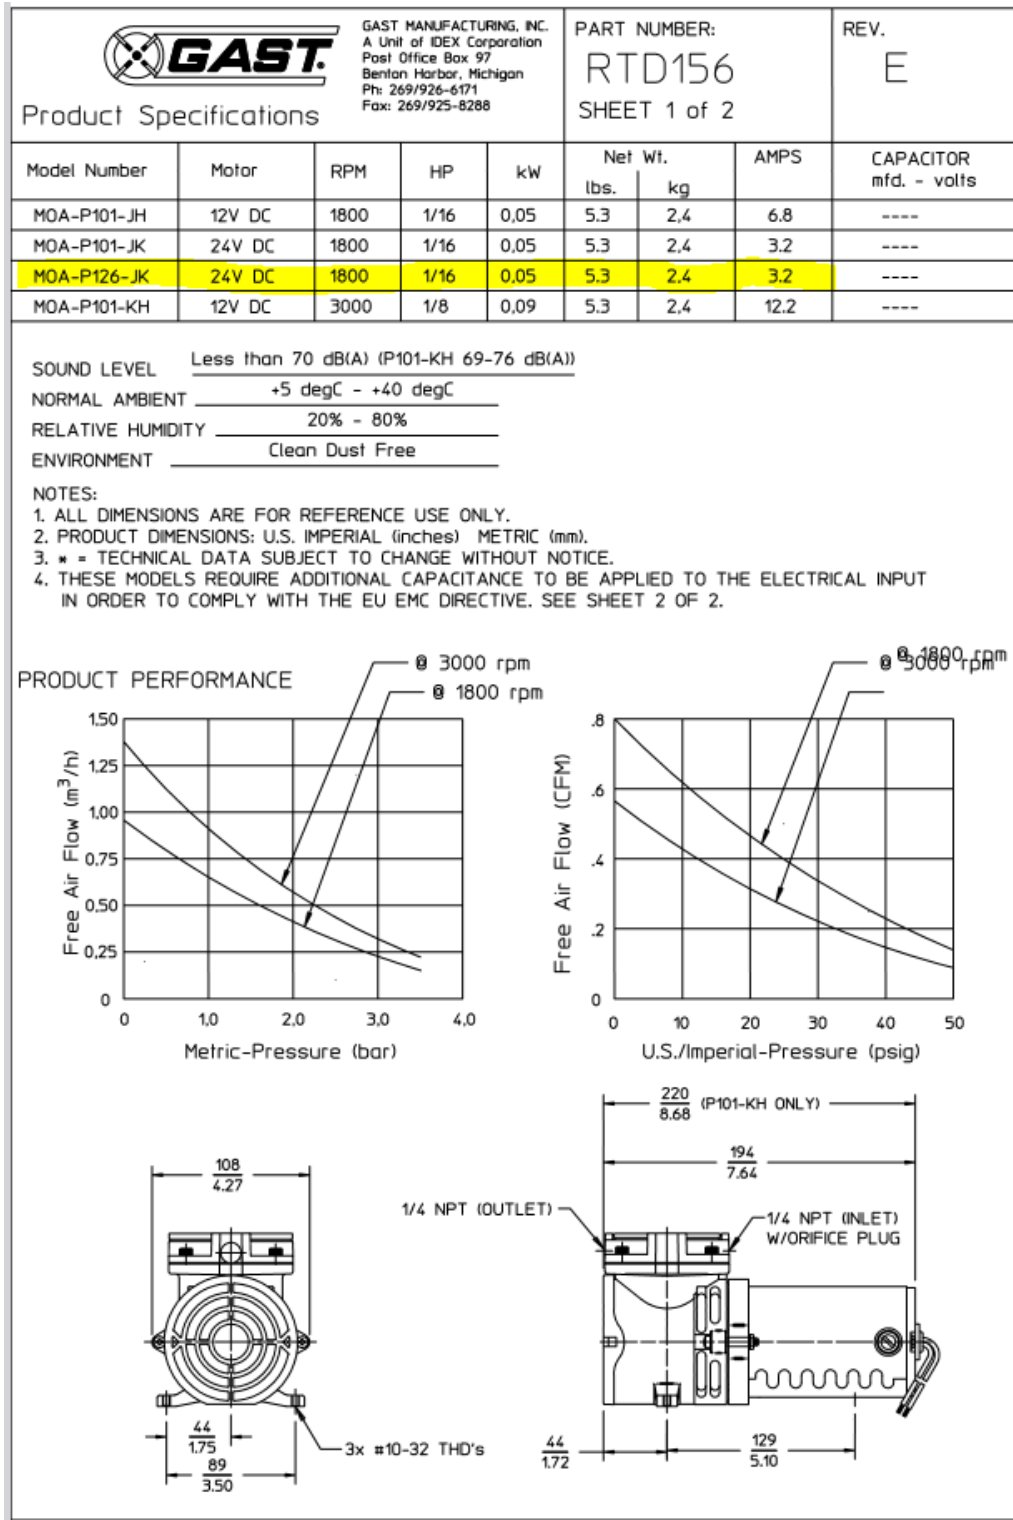 GAST
Product Specifications
GAST MANUFACTURING, INC.
A Unit of IDEX Corporation
Post Office Box 97
Benton Harbor, Michigan
Ph: 269/926-6171
Fax: 269/925-8288
PART NUMBER:
RTD156
SHEET 1 of 2
REV.
E
Model Number Motor RPM HP kW Net Wt. lbs. kg AMPS CAPACITOR mfd. - volts
MOA-P101-JH 12V DC 1800 1/16 0,05 5.3 2,4 6.8 ----
MOA-P101-JK 24V DC 1800 1/16 0,05 5.3 2,4 3.2 ----
MOA-P126-JK 24V DC 1800 1/16 0,05 5.3 2,4 3.2 ----
MOA-P101-KH 12V DC 3000 1/8 0,09 5.3 2,4 12.2 ----
SOUND LEVEL Less than 70 dB(A) (P101-KH 69-76 dB(A))
NORMAL AMBIENT +5 degC - +40 degC
RELATIVE HUMIDITY 20% - 80%
ENVIRONMENT Clean Dust Free
NOTES:
1. ALL DIMENSIONS ARE FOR REFERENCE USE ONLY.
2. PRODUCT DIMENSIONS: U.S. IMPERIAL (inches) METRIC (mm).
3. * = TECHNICAL DATA SUBJECT TO CHANGE WITHOUT NOTICE.
4. THESE MODELS REQUIRE ADDITIONAL CAPACITANCE TO BE APPLIED TO THE ELECTRICAL INPUT
IN ORDER TO COMPLY WITH THE EU EMC DIRECTIVE. SEE SHEET 2 OF 2.
PRODUCT PERFORMANCE
@ 3000 rpm
@ 1800 rpm
1,50
1,25
1,00
0,75
0,50
0,25
0
Free Air Flow (m³/h)
0 1,0 2,0 3,0 4,0
Metric-Pressure (bar)
@ 1800 rpm
@ 3000 rpm
.8
.6
.4
.2
0
Free Air Flow (CFM)
0 10 20 30 40 50
U.S./Imperial-Pressure (psig)
220
8.68
(P101-KH ONLY)
194
7.64
108
4.27
1/4 NPT (OUTLET)
1/4 NPT (INLET)
W/ORIFICE PLUG
44
1.75
89
3.50
3x #10-32 THD's
44
1.72
129
5.10